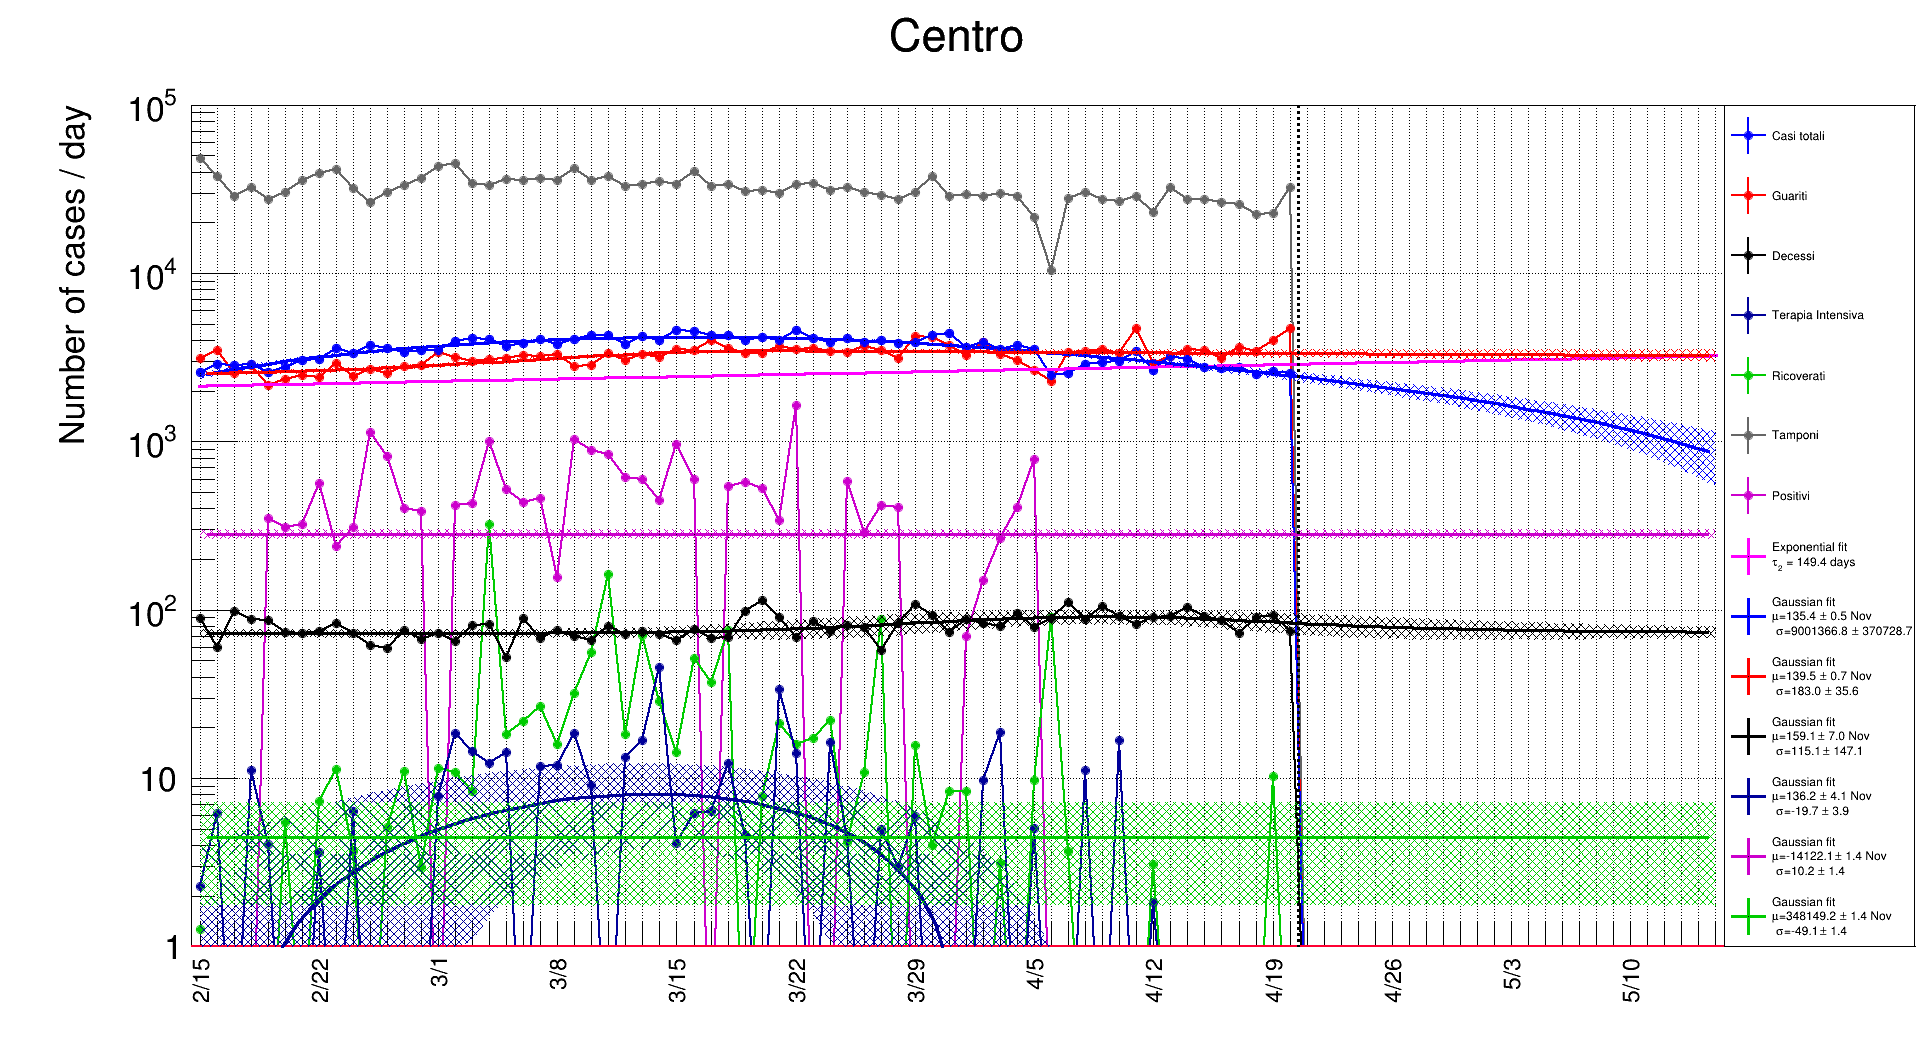 Centro
Number of cases / day
10^5
10^4
10^3
10^2
10
1
2/15
2/22
3/1
3/8
3/15
3/22
3/29
4/5
4/12
4/19
4/26
5/3
5/10
Casi totali
Guariti
Decessi
Terapia Intensiva
Ricoverati
Tamponi
Positivi
Exponential fit
τ₂ = 149.4 days
Gaussian fit
μ=135.4 ± 0.5 Nov
σ=9001366.8 ± 370728.7
Gaussian fit
μ=139.5 ± 0.7 Nov
σ=183.0 ± 35.6
Gaussian fit
μ=159.1 ± 7.0 Nov
σ=115.1 ± 147.1
Gaussian fit
μ=136.2 ± 4.1 Nov
σ=-19.7 ± 3.9
Gaussian fit
μ=-14122.1 ± 1.4 Nov
σ=10.2 ± 1.4
Gaussian fit
μ=348149.2 ± 1.4 Nov
σ=-49.1 ± 1.4